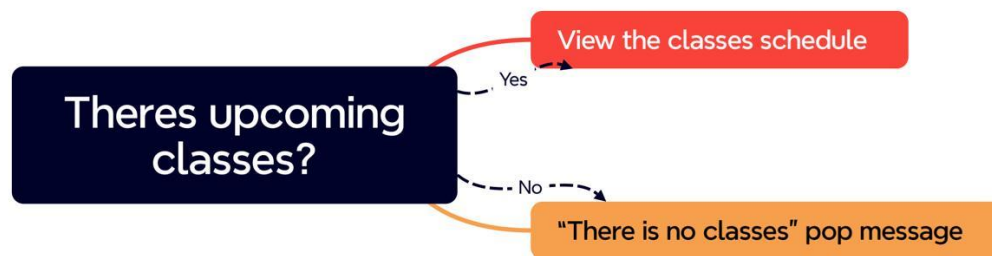 View the classes schedule
Yes
Theres upcoming
classes?
No
“There is no classes” pop message